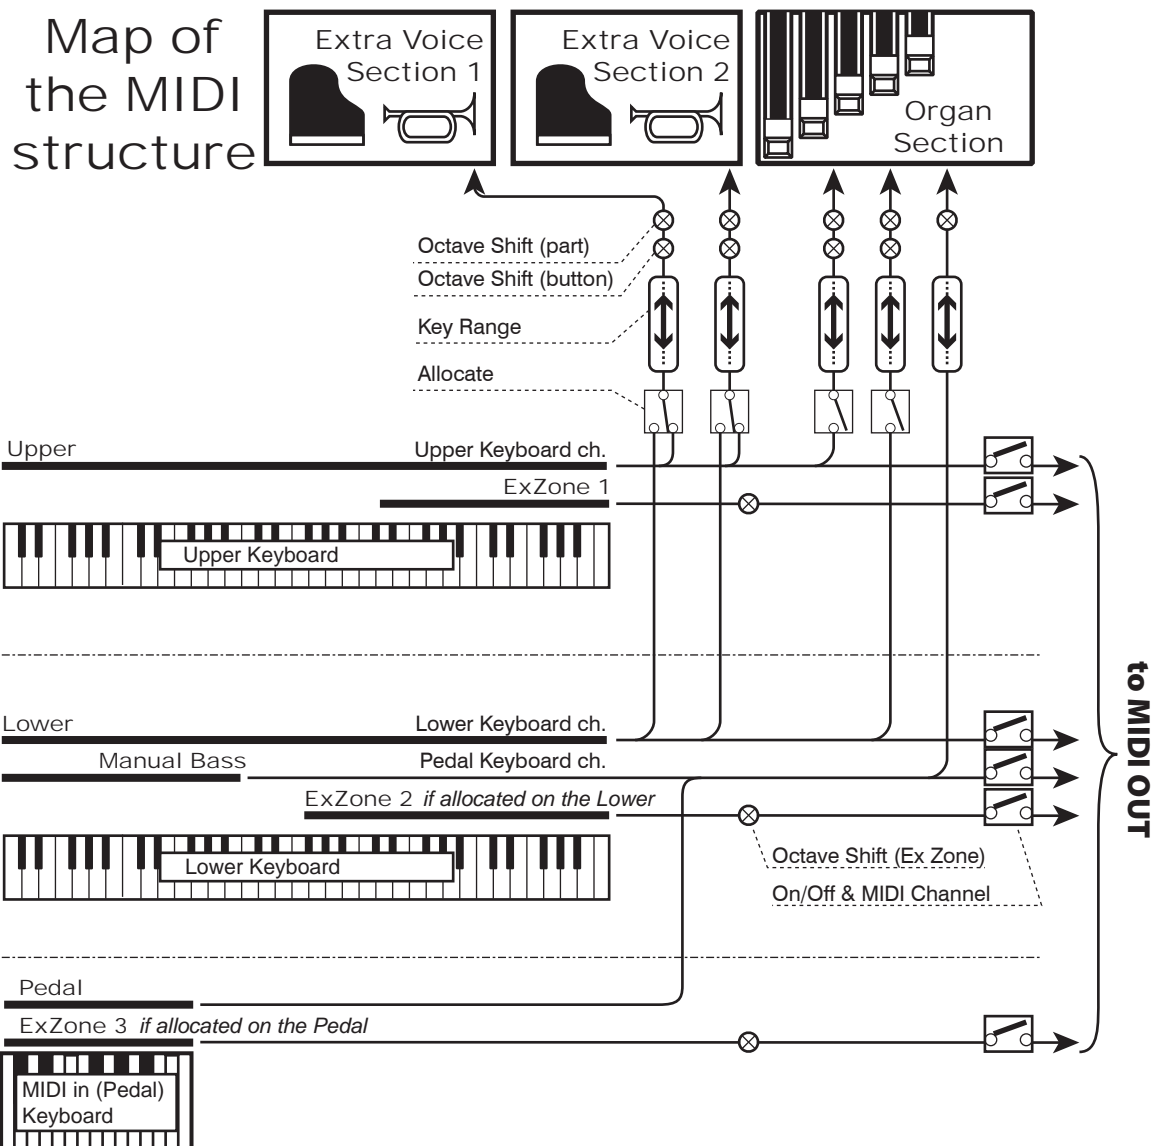 Map of
the MIDI
structure
Extra Voice
Section 1
Extra Voice
Section 2
Organ
Section
Octave Shift (part)
Octave Shift (button)
Key Range
Allocate
Upper
Upper Keyboard ch.
ExZone 1
Upper Keyboard
Lower
Lower Keyboard ch.
Manual Bass
Pedal Keyboard ch.
ExZone 2 if allocated on the Lower
Lower Keyboard
Octave Shift (Ex Zone)
On/Off & MIDI Channel
to MIDI OUT
Pedal
ExZone 3 if allocated on the Pedal
MIDI in (Pedal)
Keyboard